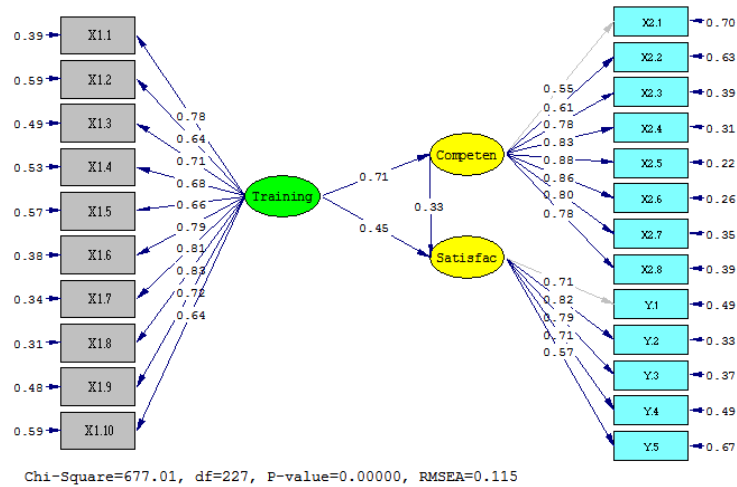 0.39 X1.1
0.59 X1.2
0.49 X1.3
0.53 X1.4
0.57 X1.5
0.38 X1.6
0.34 X1.7
0.31 X1.8
0.48 X1.9
0.59 X1.10
0.78
0.64
0.71
0.68
0.66
0.79
0.81
0.83
0.72
0.64
Training
0.71
0.45
Competen
0.33
Satisfac
0.55
0.61
0.78
0.83
0.88
0.86
0.80
0.78
0.71
0.82
0.79
0.71
0.57
X2.1 0.70
X2.2 0.63
X2.3 0.39
X2.4 0.31
X2.5 0.22
X2.6 0.26
X2.7 0.35
X2.8 0.39
Y.1 0.49
Y.2 0.33
Y.3 0.37
Y.4 0.49
Y.5 0.67
Chi-Square=677.01, df=227, P-value=0.00000, RMSEA=0.115